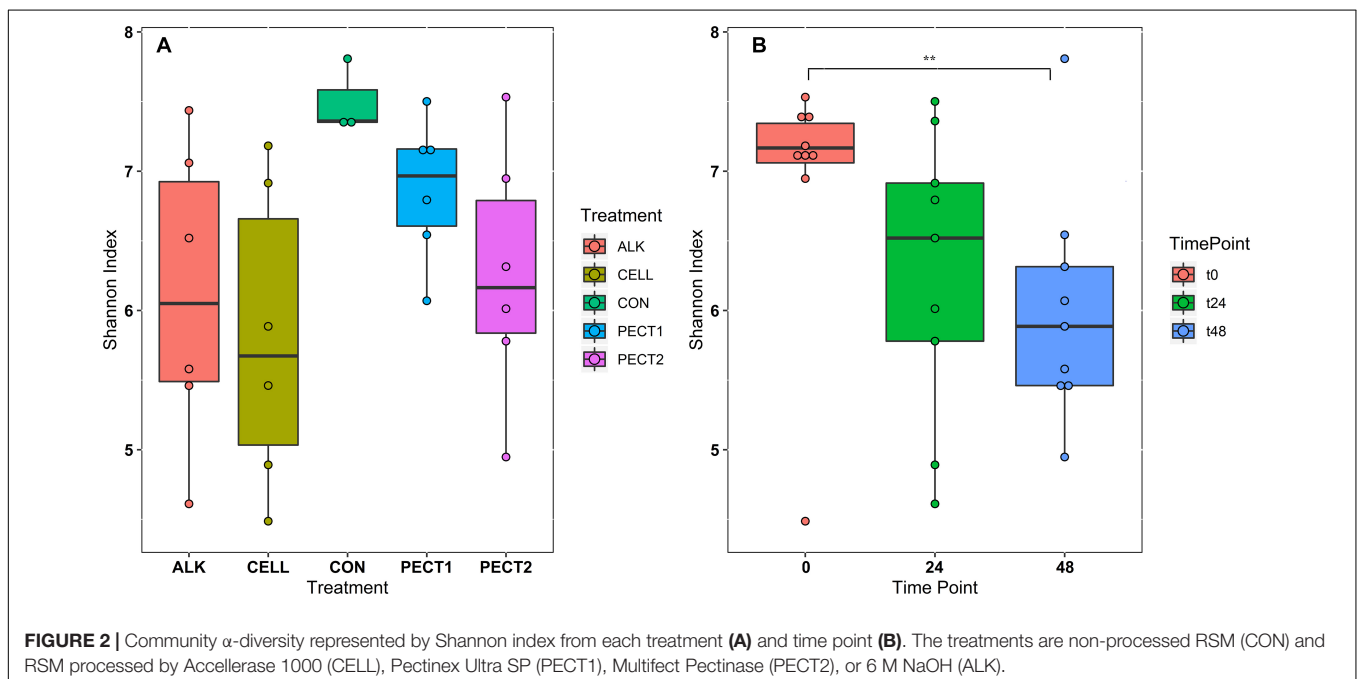 A
8
7
6
5
Shannon Index
ALK CELL CON PECT1 PECT2
Treatment
Treatment
ALK
CELL
CON
PECT1
PECT2
B
**
8
7
6
5
Shannon Index
0 24 48
Time Point
TimePoint
t0
t24
t48
FIGURE 2 | Community α-diversity represented by Shannon index from each treatment (A) and time point (B). The treatments are non-processed RSM (CON) and
RSM processed by Accellerase 1000 (CELL), Pectinex Ultra SP (PECT1), Multifect Pectinase (PECT2), or 6 M NaOH (ALK).